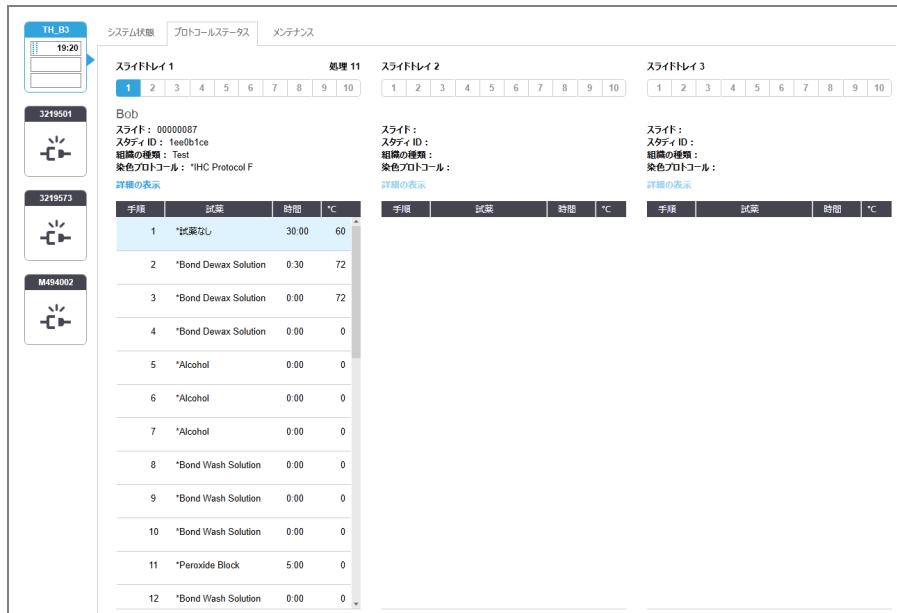 TH_B3
19:20
3219501
3219573
M494002
システム状態 プロトコールステータス メンテナンス
スライドトレイ 1 処理 11
1 2 3 4 5 6 7 8 9 10
Bob
スライド： 00000087
スタディ ID： 1ee0b1ce
組織の種類： Test
染色プロトコール： *IHC Protocol F
詳細の表示
手順 試薬 時間 °C
1 *試薬なし 30:00 60
2 *Bond Dewax Solution 0:30 72
3 *Bond Dewax Solution 0:00 72
4 *Bond Dewax Solution 0:00 0
5 *Alcohol 0:00 0
6 *Alcohol 0:00 0
7 *Alcohol 0:00 0
8 *Bond Wash Solution 0:00 0
9 *Bond Wash Solution 0:00 0
10 *Bond Wash Solution 0:00 0
11 *Peroxide Block 5:00 0
12 *Bond Wash Solution 0:00 0
スライドトレイ 2
1 2 3 4 5 6 7 8 9 10
スライド：
スタディ ID：
組織の種類：
染色プロトコール：
詳細の表示
手順 試薬 時間 °C
スライドトレイ 3
1 2 3 4 5 6 7 8 9 10
スライド：
スタディ ID：
組織の種類：
染色プロトコール：
詳細の表示
手順 試薬 時間 °C